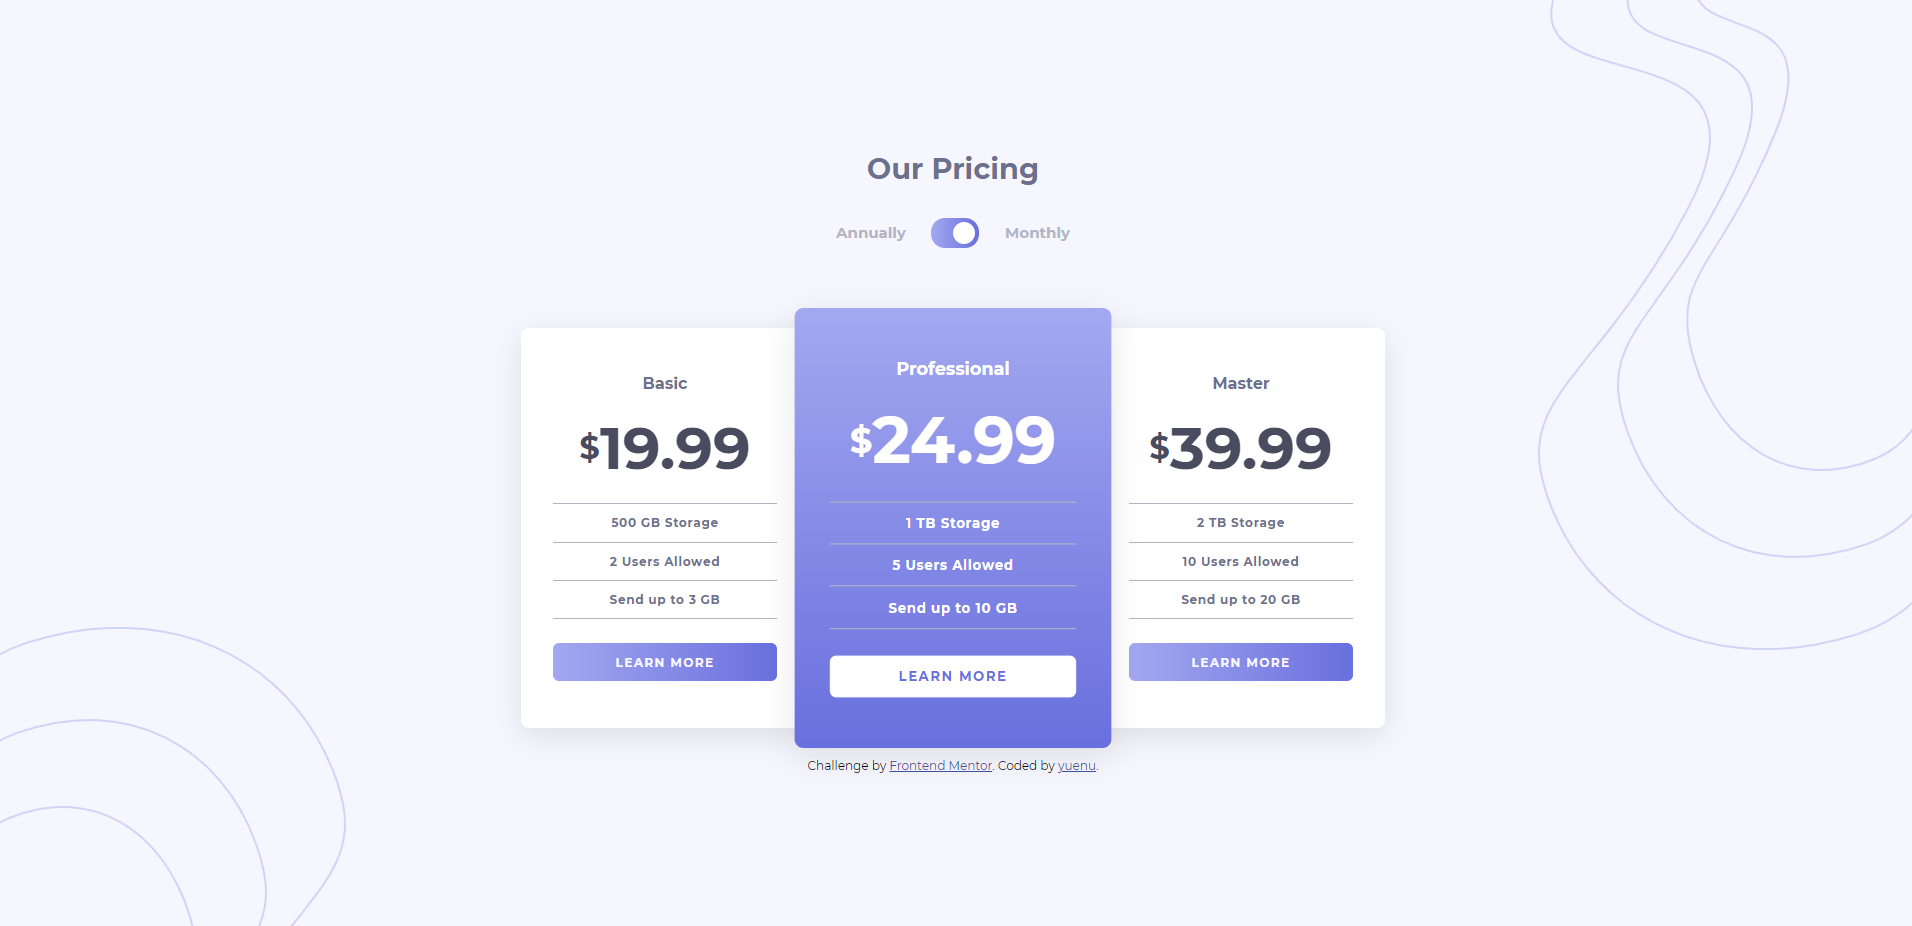 Our Pricing
Annually Monthly
Basic
$19.99
500 GB Storage
2 Users Allowed
Send up to 3 GB
LEARN MORE
Professional
$24.99
1 TB Storage
5 Users Allowed
Send up to 10 GB
LEARN MORE
Master
$39.99
2 TB Storage
10 Users Allowed
Send up to 20 GB
LEARN MORE
Challenge by Frontend Mentor. Coded by yuenu.